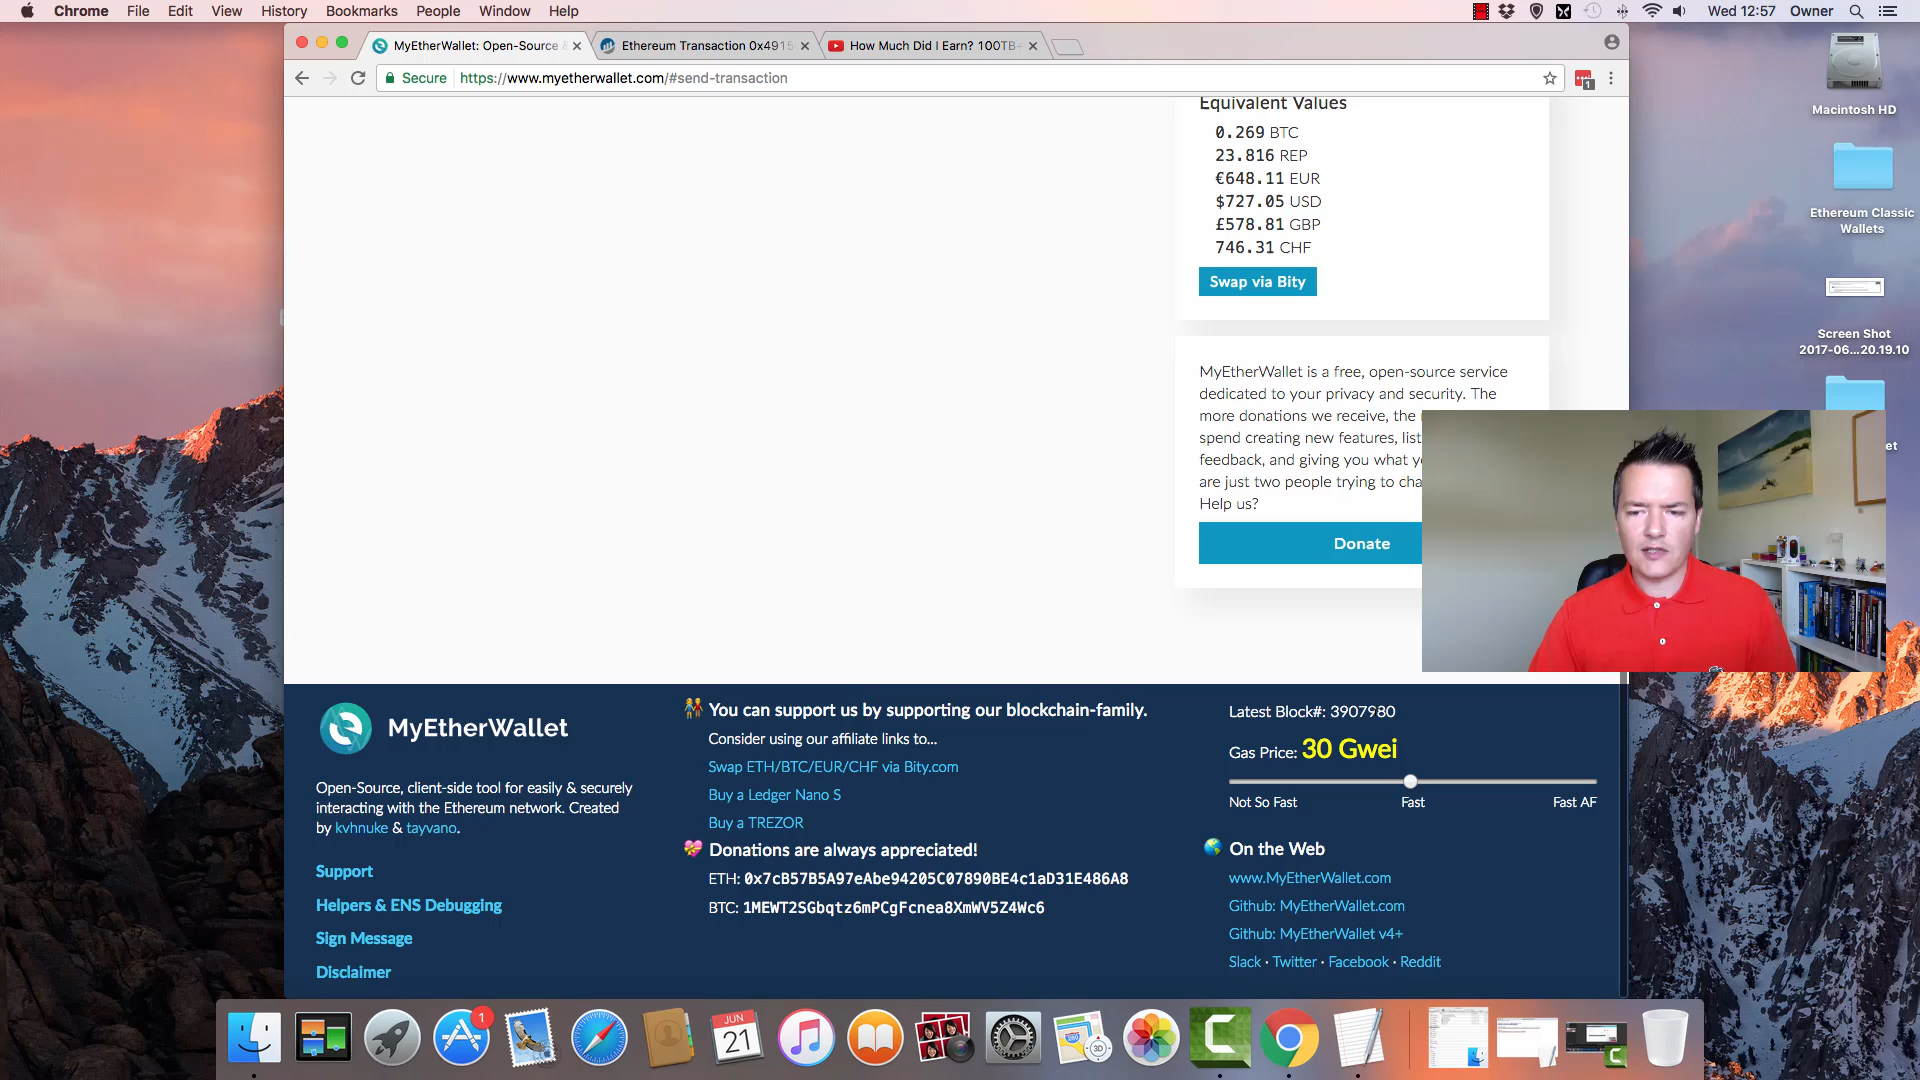 Chrome File Edit View History Bookmarks People Window Help
Wed 12:57 Owner
MyEtherWallet: Open-Source &
Ethereum Transaction 0x4915
How Much Did I Earn? 100TB
Secure https://www.myetherwallet.com/#send-transaction
1
Macintosh HD
Ethereum Classic
Wallets
Screen Shot
2017-06...20.19.10
et
Equivalent Values
0.269 BTC
23.816 REP
€648.11 EUR
$727.05 USD
£578.81 GBP
746.31 CHF
Swap via Bity
MyEtherWallet is a free, open-source service
dedicated to your privacy and security. The
more donations we receive, the
spend creating new features, list
feedback, and giving you what
are just two people trying to cha
Help us?
Donate
MyEtherWallet
Open-Source, client-side tool for easily & securely
interacting with the Ethereum network. Created
by kvhnuke & tayvano.
Support
Helpers & ENS Debugging
Sign Message
Disclaimer
You can support us by supporting our blockchain-family.
Consider using our affiliate links to...
Swap ETH/BTC/EUR/CHF via Bity.com
Buy a Ledger Nano S
Buy a TREZOR
Donations are always appreciated!
ETH: 0x7cB57B5A97eAbe94205C07890BE4c1aD31E486A8
BTC: 1MEWT2SGbqtz6mPCgFcnea8XmWV5Z4Wc6
Latest Block#: 3907980
Gas Price: 30 Gwei
Not So Fast Fast Fast AF
On the Web
www.MyEtherWallet.com
Github: MyEtherWallet.com
Github: MyEtherWallet v4+
Slack · Twitter · Facebook · Reddit
1
JUN
21
280
3D